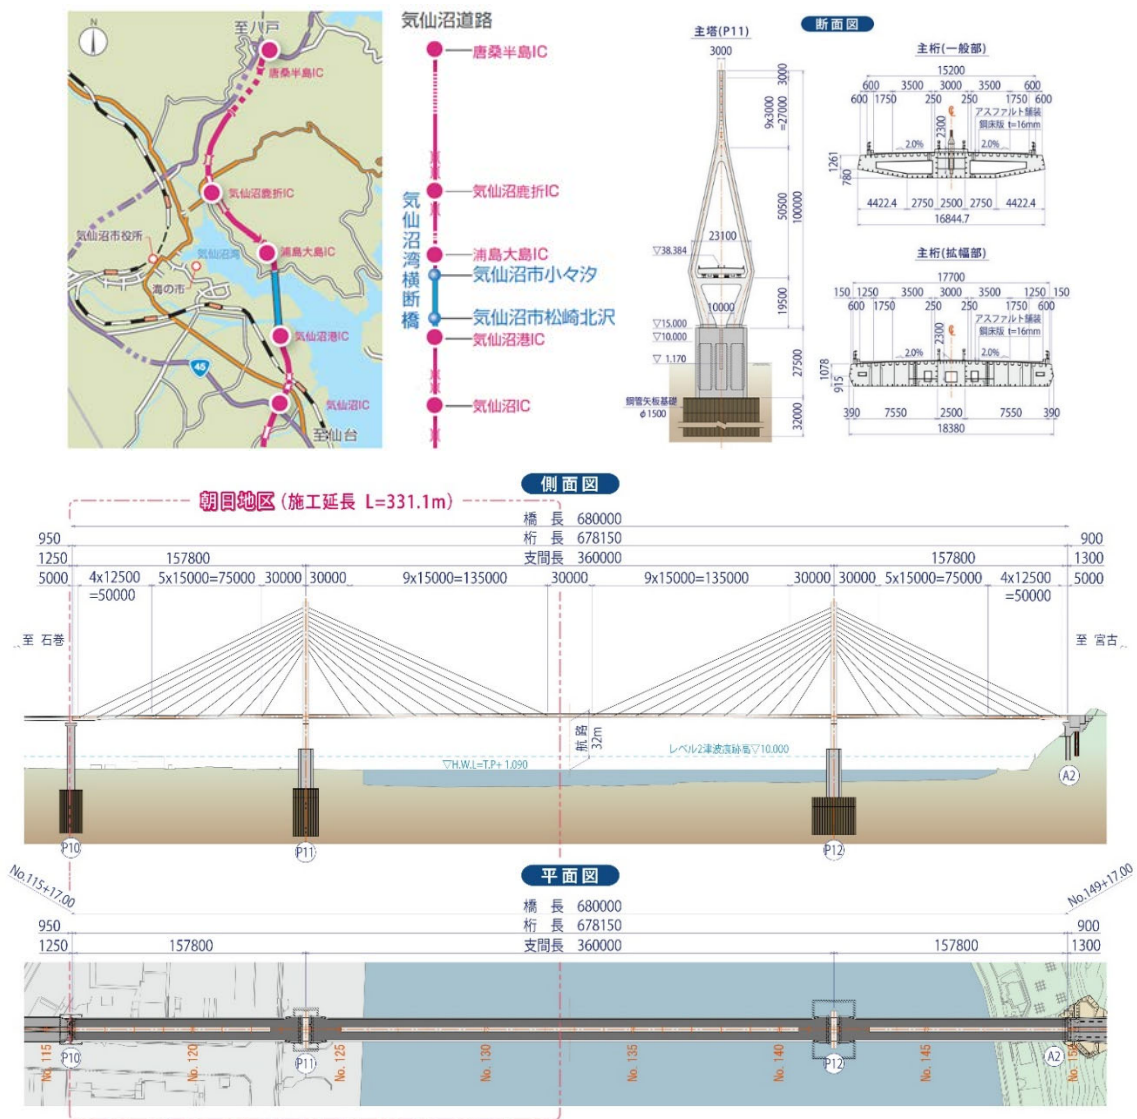 N
至八戸
唐桑半島IC
気仙沼鹿折IC
気仙沼市役所
気仙沼湾
浦島大島IC
海の市
気仙沼港IC
45
気仙沼IC
至仙台
気仙沼道路
唐桑半島IC
気仙沼鹿折IC
浦島大島IC
気仙沼湾横断橋
気仙沼市小々汐
気仙沼市松崎北沢
気仙沼港IC
気仙沼IC
主塔(P11)
3000
3000
9x3000
=27000
50500
100000
23100
▽38.384
19500
10000
▽15.000
▽10.000
▽ 1.170
27500
鋼管矢板基礎
φ1500
32000
断面図
主桁(一般部)
15200
600 3500 3000 3500 600
600 1750 250 250 1750 600
アスファルト舗装
鋼床版 t=16mm
2300
2.0% 2.0%
1261
780
4422.4 2750 2500 2750 4422.4
16844.7
主桁(拡幅部)
17700
150 1250 3500 3000 3500 1250 150
1750 250 250 1750
アスファルト舗装
鋼床版 t=16mm
2300
2.0% 2.0%
1078
915
390 7550 2500 7550 390
18380
側面図
朝日地区 (施工延長 L=331.1m)
橋 長 680000
950 桁 長 678150 900
1250 157800 支間長 360000 157800 1300
5000 4x12500 5x15000=75000 30000 30000 9x15000=135000 30000 9x15000=135000 30000 30000 5x15000=75000 4x12500 5000
=50000 =50000
至 石巻
至 宮古
航路
32m
レベル2津波痕跡高▽10.000
▽H.W.L=T.P+ 1.090
A2
P10
P11
P12
平面図
No.115+17.00
No.149+17.00
橋 長 680000
950 桁 長 678150 900
1250 157800 支間長 360000 157800 1300
No. 115
P10
No. 120
P11
No. 125
No. 130
No. 135
No. 140
P12
No. 145
A2